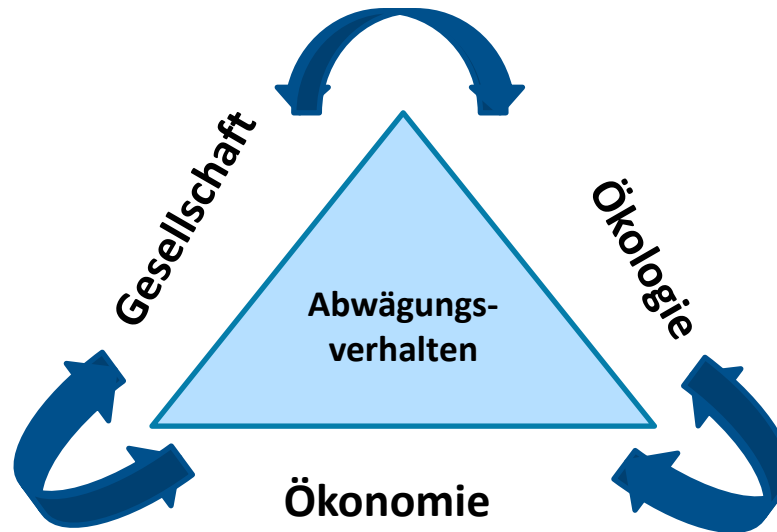 Gesellschaft
Ökologie
Abwägungs-
verhalten
Ökonomie